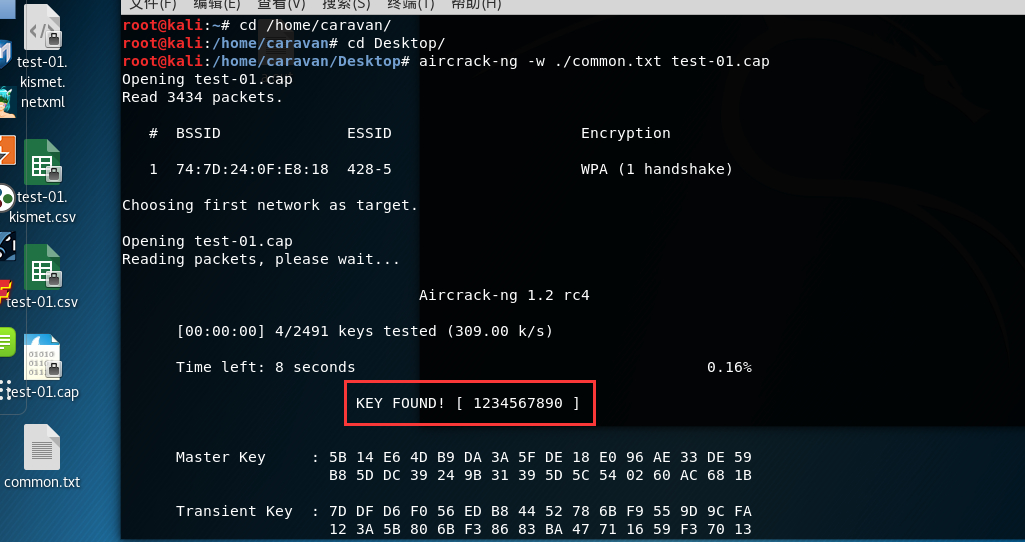 文件(F) 编辑(E) 查看(V) 搜索(S) 终端(T) 帮助(H)
root@kali:~# cd /home/caravan/
root@kali:/home/caravan# cd Desktop/
root@kali:/home/caravan/Desktop# aircrack-ng -w ./common.txt test-01.cap
Opening test-01.cap
Read 3434 packets.
# BSSID ESSID Encryption
1 74:7D:24:0F:E8:18 428-5 WPA (1 handshake)
Choosing first network as target.
Opening test-01.cap
Reading packets, please wait...
Aircrack-ng 1.2 rc4
[00:00:00] 4/2491 keys tested (309.00 k/s)
Time left: 8 seconds 0.16%
KEY FOUND! [ 1234567890 ]
Master Key : 5B 14 E6 4D B9 DA 3A 5F DE 18 E0 96 AE 33 DE 59
B8 5D DC 39 24 9B 31 39 5D 5C 54 02 60 AC 68 1B
Transient Key : 7D DF D6 F0 56 ED B8 44 52 78 6B F9 55 9D 9C FA
12 3A 5B 80 6B F3 86 83 BA 47 71 16 59 F3 70 13
test-01.
kismet.
netxml
test-01.
kismet.csv
test-01.csv
01010
0101
test-01.cap
common.txt